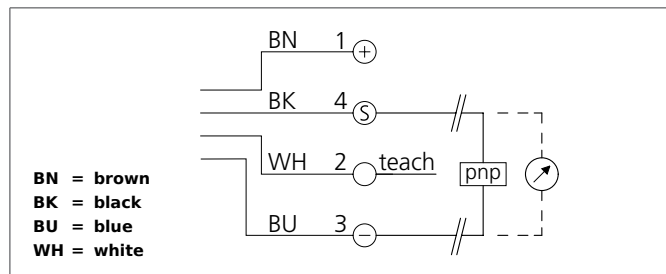 BN 1 +
BK 4 S
WH 2 teach
pnp
BU 3 −
BN = brown
BK = black
BU = blue
WH = white